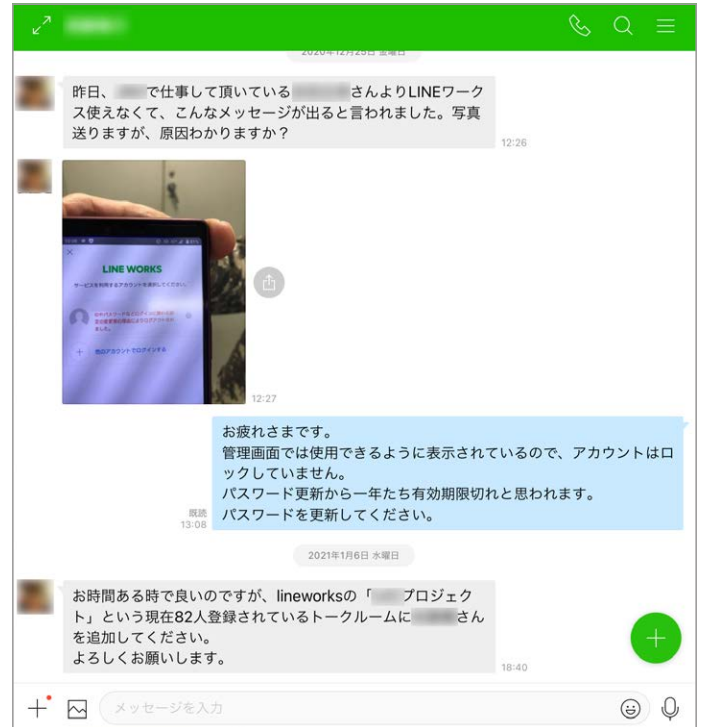 2020年12月25日 金曜日
昨日、 で仕事して頂いている さんよりLINEワーク
ス使えなくて、こんなメッセージが出ると言われました。写真
送りますが、原因わかりますか？
12:26
LINE WORKS
サービスを利用するアカウントを選択してください。
他のアカウントでログインする
12:27
お疲れさまです。
管理画面では使用できるように表示されているので、アカウントはロ
ックしていません。
パスワード更新から一年たち有効期限切れと思われます。
パスワードを更新してください。
既読
13:08
2021年1月6日 水曜日
お時間ある時で良いのですが、lineworksの「 プロジェク
ト」という現在82人登録されているトークルームに さん
を追加してください。
よろしくお願いします。
18:40
メッセージを入力